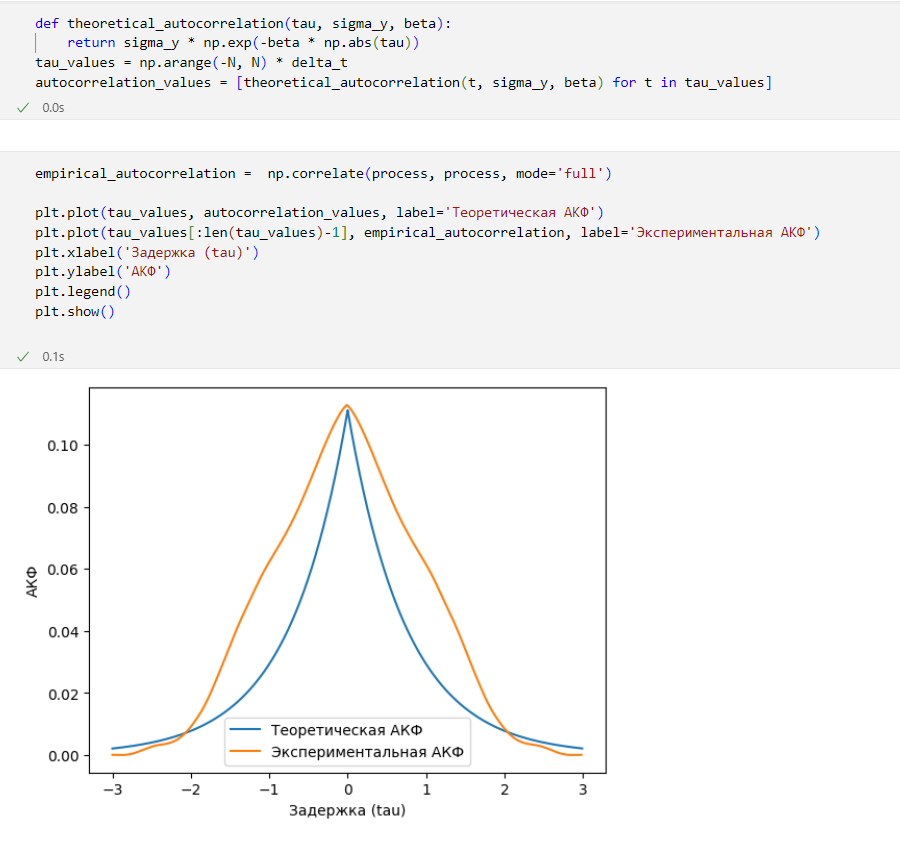 def theoretical_autocorrelation(tau, sigma_y, beta):
    return sigma_y * np.exp(-beta * np.abs(tau))
tau_values = np.arange(-N, N) * delta_t
autocorrelation_values = [theoretical_autocorrelation(t, sigma_y, beta) for t in tau_values]
0.0s
empirical_autocorrelation =  np.correlate(process, process, mode='full')
plt.plot(tau_values, autocorrelation_values, label='Теоретическая АКФ')
plt.plot(tau_values[:len(tau_values)-1], empirical_autocorrelation, label='Экспериментальная АКФ')
plt.xlabel('Задержка (tau)')
plt.ylabel('АКФ')
plt.legend()
plt.show()
0.1s
0.10
0.08
0.06
0.04
0.02
0.00
АКФ
Теоретическая АКФ
Экспериментальная АКФ
−3 −2 −1 0 1 2 3
Задержка (tau)